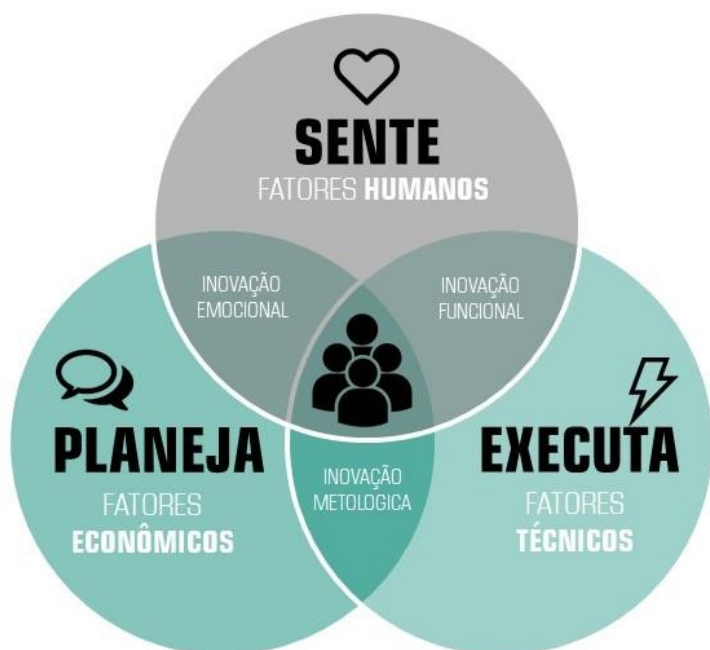 SENTE
FATORES HUMANOS
INOVAÇÃO
EMOCIONAL
INOVAÇÃO
FUNCIONAL
PLANEJA
FATORES
ECONÔMICOS
EXECUTA
FATORES
TÉCNICOS
INOVAÇÃO
METOLOGICA